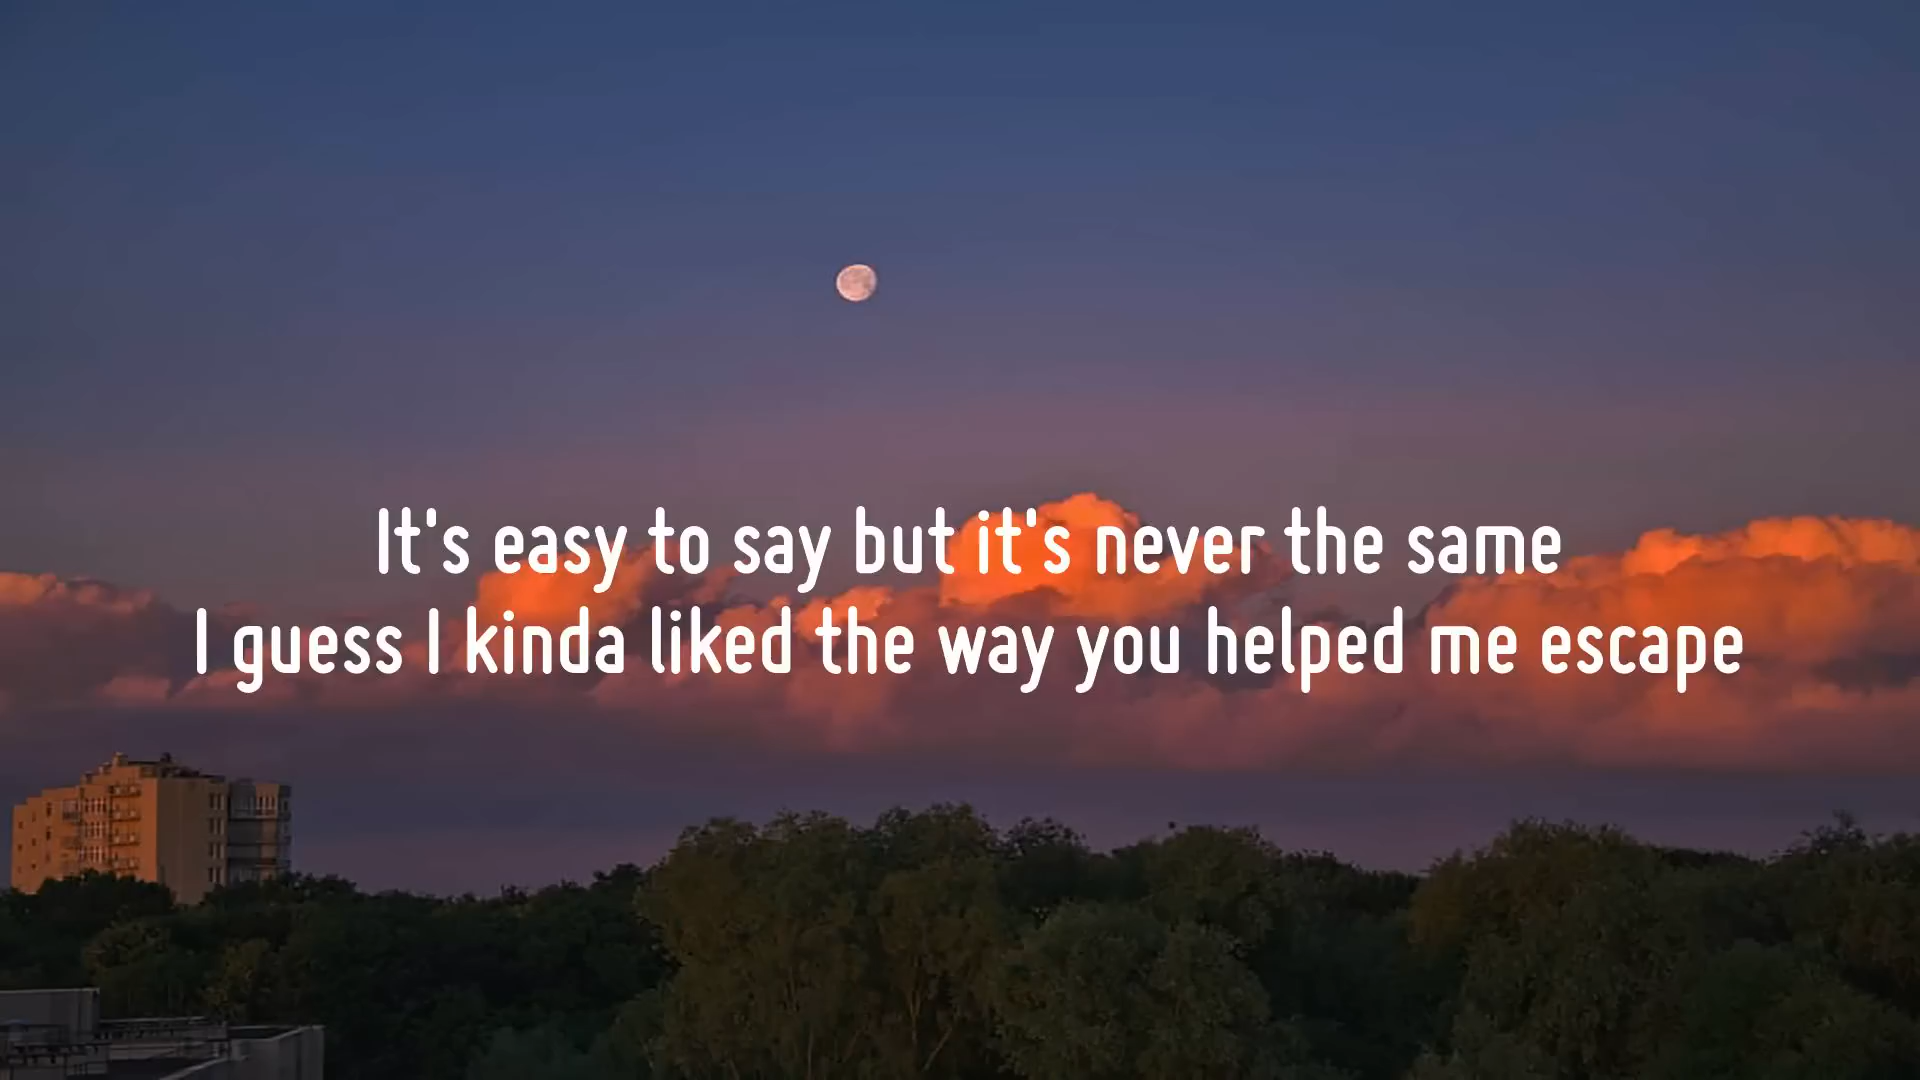 It's easy to say but it's never the same
I guess I kinda liked the way you helped me escape